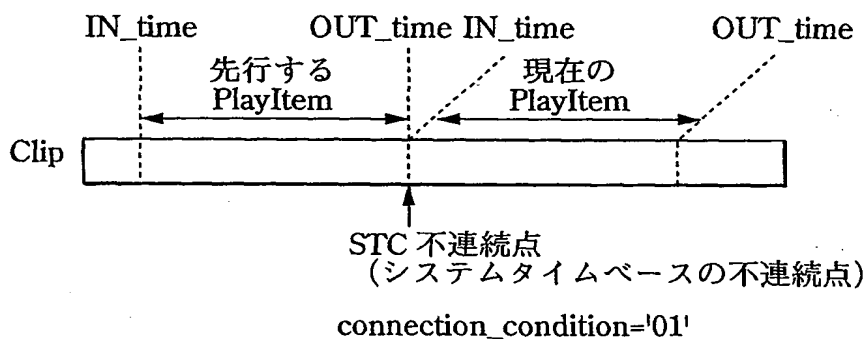 IN_time OUT_time IN_time OUT_time
先行する
PlayItem
現在の
PlayItem
Clip
STC 不連続点
（システムタイムベースの不連続点）
connection_condition='01'